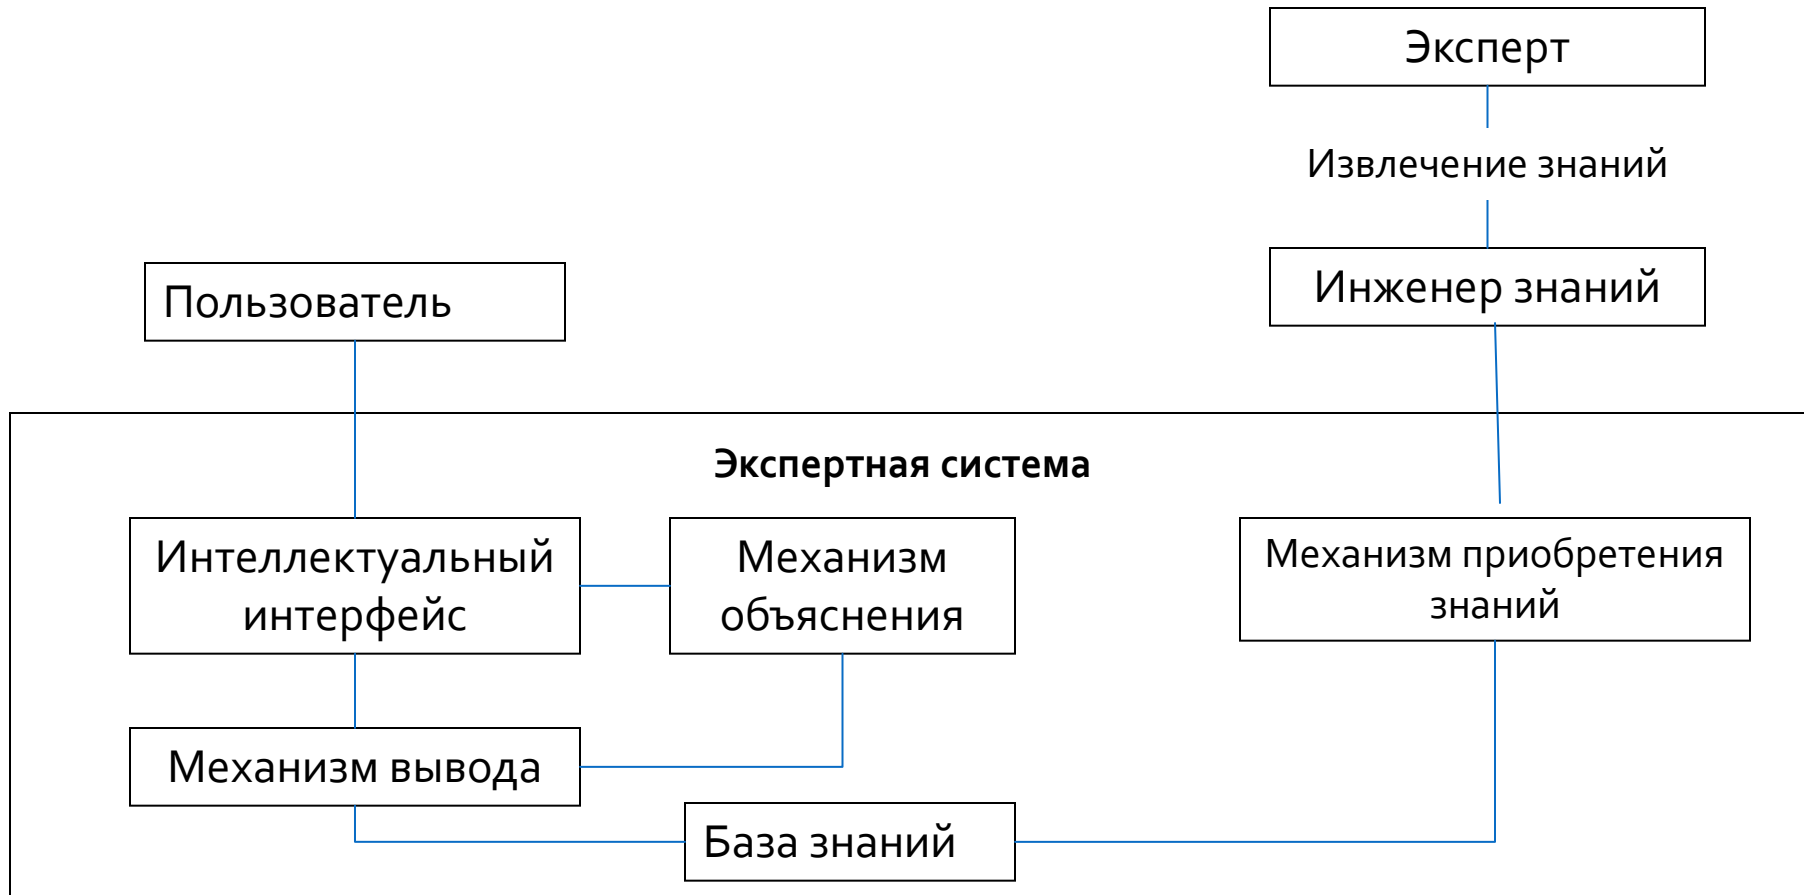 Эксперт
Извлечение знаний
Инженер знаний
Пользователь
Экспертная система
Интеллектуальный
интерфейс
Механизм
объяснения
Механизм приобретения
знаний
Механизм вывода
База знаний